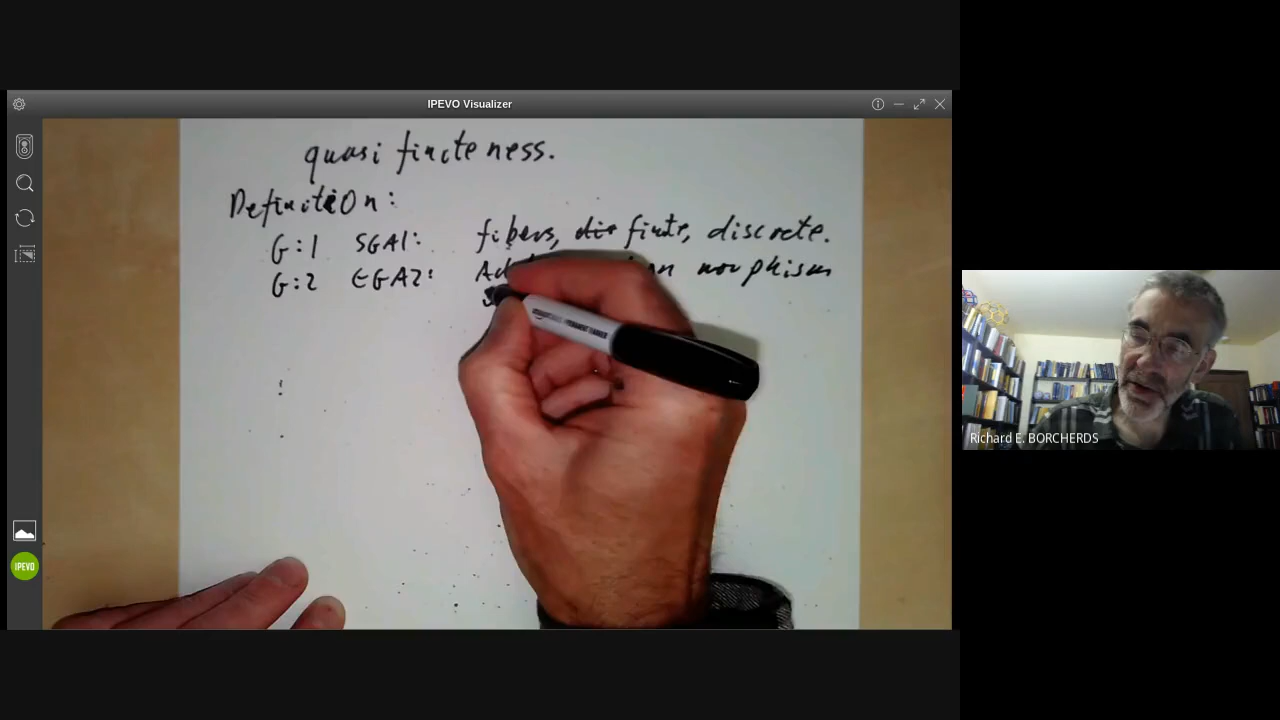 IPEVO Visualizer
quasi finiteness.
Definition:
G:1 SGA1: fibers, finite, discrete.
G:2 EGA2: morphism
IPEVO
Richard E. BORCHERDS